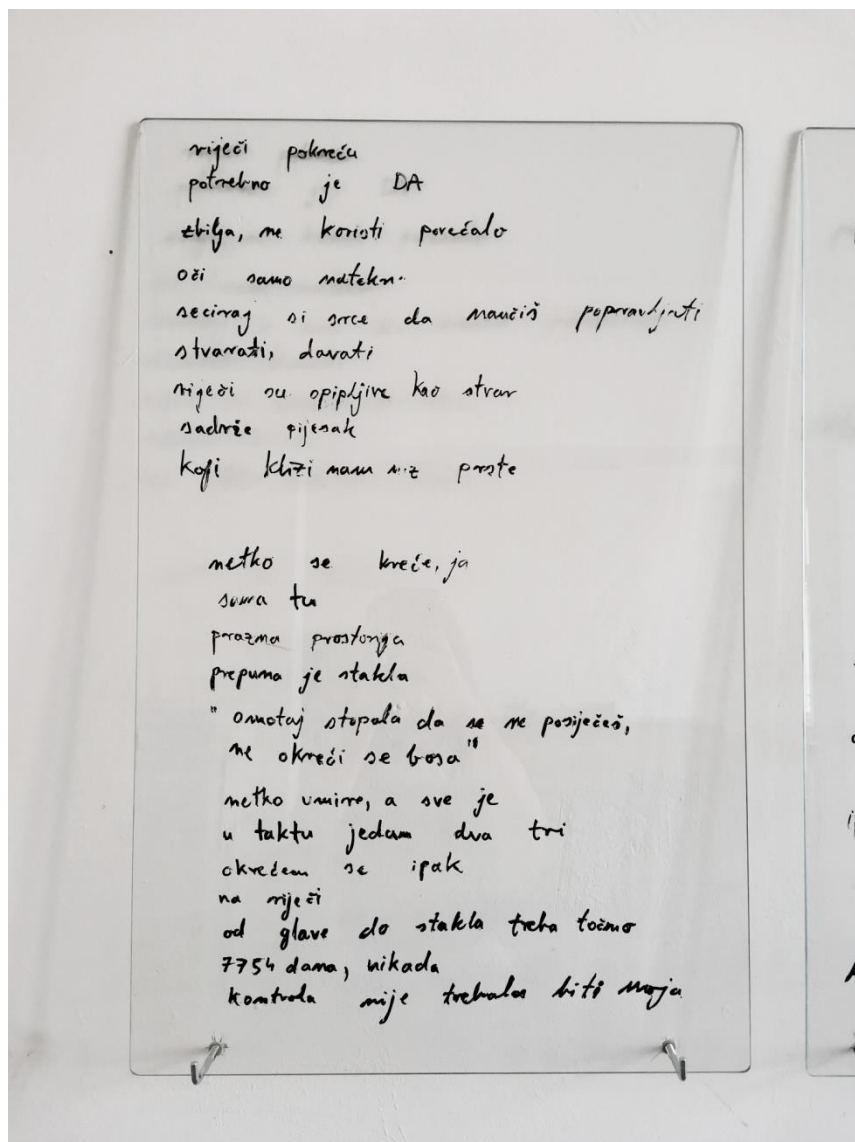 riječi pokreću
potrebno je DA
zbilja, ne koristi povećalo
oči samo nateknu
seciraj si srce da naučiš popravljati
stvarati, davati
riječi su opipljive kao stvar
sadrže pijesak
koji klizi nam niz prste
netko se kreće, ja
sama tu
prazna prostorija
prepuna je stakla
"omotaj stopala da se ne posiječeš,
ne okreći se bosa"
netko umire, a sve je
u taktu jedan dva tri
okrećem se ipak
na riječi
od glave do stakla treba točno
7754 dana, nikada
kontrola nije trebala biti moja